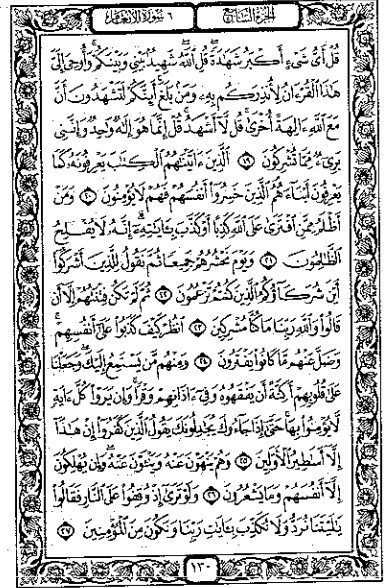 الجزء السابع ٦ سورة الأنعام
قُلْ أَىُّ شَىْءٍ أَكْبَرُ شَهَٰدَةً قُلِ ٱللَّهُ شَهِيدٌۢ بَيْنِى وَبَيْنَكُمْ وَأُوحِىَ إِلَىَّ
هَٰذَا ٱلْقُرْءَانُ لِأُنذِرَكُم بِهِۦ وَمَنۢ بَلَغَ أَئِنَّكُمْ لَتَشْهَدُونَ أَنَّ
مَعَ ٱللَّهِ ءَالِهَةً أُخْرَىٰ قُل لَّآ أَشْهَدُ قُلْ إِنَّمَا هُوَ إِلَٰهٌ وَٰحِدٌ وَإِنَّنِى
بَرِىٓءٌ مِّمَّا تُشْرِكُونَ ١٩ ٱلَّذِينَ ءَاتَيْنَٰهُمُ ٱلْكِتَٰبَ يَعْرِفُونَهُۥ كَمَا
يَعْرِفُونَ أَبْنَآءَهُمُ ٱلَّذِينَ خَسِرُوٓا۟ أَنفُسَهُمْ فَهُمْ لَا يُؤْمِنُونَ ٢٠ وَمَنْ
أَظْلَمُ مِمَّنِ ٱفْتَرَىٰ عَلَى ٱللَّهِ كَذِبًا أَوْ كَذَّبَ بِـَٔايَٰتِهِۦٓ إِنَّهُۥ لَا يُفْلِحُ
ٱلظَّٰلِمُونَ ٢١ وَيَوْمَ نَحْشُرُهُمْ جَمِيعًا ثُمَّ نَقُولُ لِلَّذِينَ أَشْرَكُوٓا۟
أَيْنَ شُرَكَآؤُكُمُ ٱلَّذِينَ كُنتُمْ تَزْعُمُونَ ٢٢ ثُمَّ لَمْ تَكُن فِتْنَتُهُمْ إِلَّآ أَن
قَالُوا۟ وَٱللَّهِ رَبِّنَا مَا كُنَّا مُشْرِكِينَ ٢٣ ٱنظُرْ كَيْفَ كَذَبُوا۟ عَلَىٰٓ أَنفُسِهِمْ
وَضَلَّ عَنْهُم مَّا كَانُوا۟ يَفْتَرُونَ ٢٤ وَمِنْهُم مَّن يَسْتَمِعُ إِلَيْكَ وَجَعَلْنَا
عَلَىٰ قُلُوبِهِمْ أَكِنَّةً أَن يَفْقَهُوهُ وَفِىٓ ءَاذَانِهِمْ وَقْرًا وَإِن يَرَوْا۟ كُلَّ ءَايَةٍ
لَّا يُؤْمِنُوا۟ بِهَا حَتَّىٰٓ إِذَا جَآءُوكَ يُجَٰدِلُونَكَ يَقُولُ ٱلَّذِينَ كَفَرُوٓا۟ إِنْ هَٰذَآ
إِلَّآ أَسَٰطِيرُ ٱلْأَوَّلِينَ ٢٥ وَهُمْ يَنْهَوْنَ عَنْهُ وَيَنْـَٔوْنَ عَنْهُ وَإِن يُهْلِكُونَ
إِلَّآ أَنفُسَهُمْ وَمَا يَشْعُرُونَ ٢٦ وَلَوْ تَرَىٰٓ إِذْ وُقِفُوا۟ عَلَى ٱلنَّارِ فَقَالُوا۟
يَٰلَيْتَنَا نُرَدُّ وَلَا نُكَذِّبَ بِـَٔايَٰتِ رَبِّنَا وَنَكُونَ مِنَ ٱلْمُؤْمِنِينَ ٢٧
١٣٠